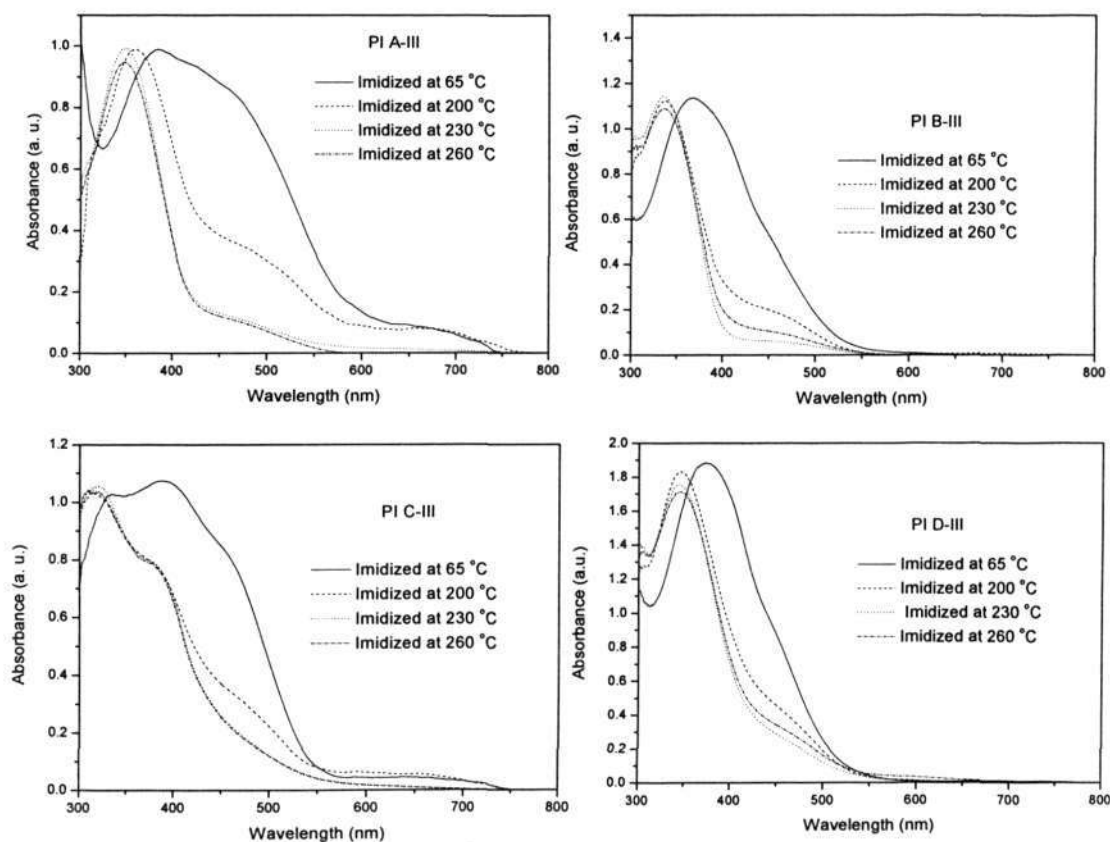 PI A-III
Imidized at 65 °C
Imidized at 200 °C
Imidized at 230 °C
Imidized at 260 °C
Absorbance (a. u.)
1.0
0.8
0.6
0.4
0.2
0.0
300 400 500 600 700 800
Wavelength (nm)
PI B-III
Imidized at 65 °C
Imidized at 200 °C
Imidized at 230 °C
Imidized at 260 °C
Absorbance (a. u.)
1.4
1.2
1.0
0.8
0.6
0.4
0.2
0.0
300 400 500 600 700 800
Wavelength (nm)
PI C-III
Imidized at 65 °C
Imidized at 200 °C
Imidized at 230 °C
Imidized at 260 °C
Absorbance (a. u.)
1.2
1.0
0.8
0.6
0.4
0.2
0.0
300 400 500 600 700 800
Wavelength (nm)
PI D-III
Imidized at 65 °C
Imidized at 200 °C
Imidized at 230 °C
Imidized at 260 °C
Absorbance (a.u.)
2.0
1.8
1.6
1.4
1.2
1.0
0.8
0.6
0.4
0.2
0.0
300 400 500 600 700 800
Wavelength (nm)